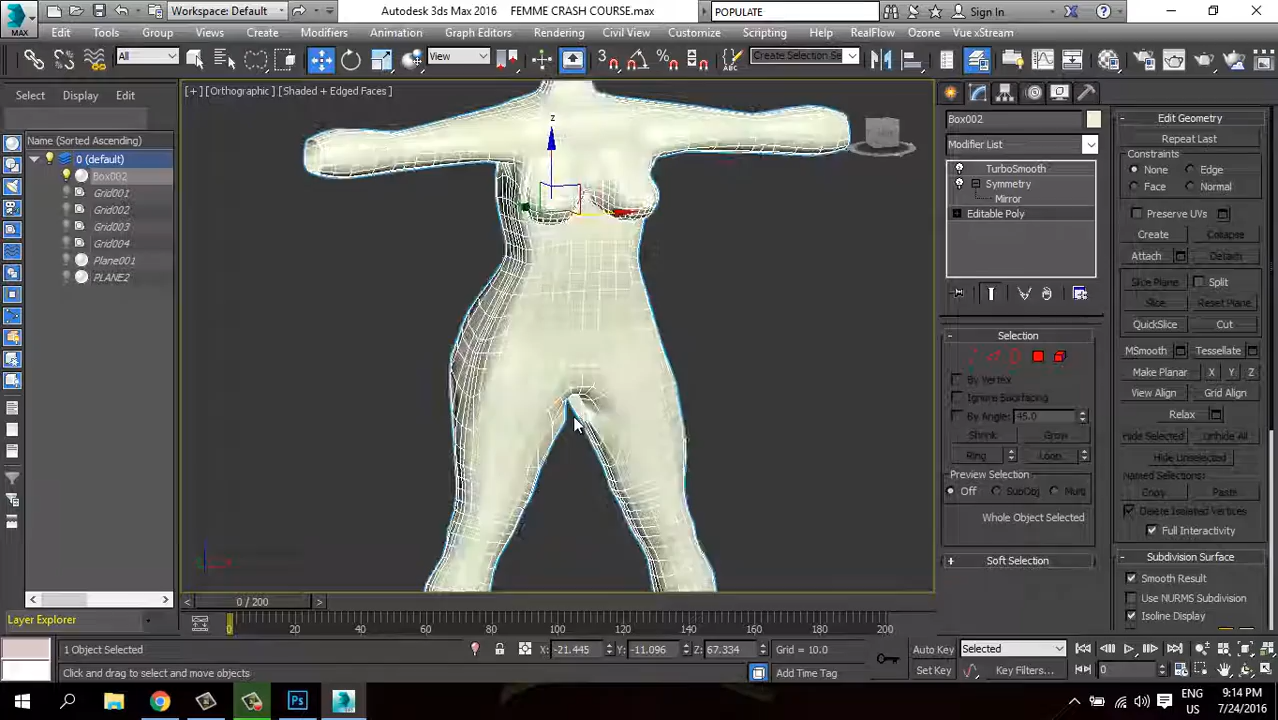 MAX
Workspace: Default
Autodesk 3ds Max 2016
FEMME CRASH COURSE.max
POPULATE
Sign In
Edit
Tools
Group
Views
Create
Modifiers
Animation
Graph Editors
Rendering
Civil View
Customize
Scripting
Help
RealFlow
Ozone
Vue xStream
All
View
Create Selection Se
Select
Display
Edit
Name (Sorted Ascending)
0 (default)
Box002
Grid001
Grid002
Grid003
Grid004
Plane001
PLANE2
[+] [Orthographic] [Shaded + Edged Faces]
z
Box002
Modifier List
TurboSmooth
Symmetry
Mirror
Editable Poly
Selection
By Vertex
Ignore Backfacing
By Angle: 45.0
Shrink
Grow
Ring
Loop
Preview Selection
Off
SubObj
Multi
Whole Object Selected
Soft Selection
Edit Geometry
Repeat Last
Constraints
None
Edge
Face
Normal
Preserve UVs
Create
Collapse
Attach
Detach
Slice Plane
Split
Slice
Reset Plane
QuickSlice
Cut
MSmooth
Tessellate
Make Planar
X
Y
Z
View Align
Grid Align
Relax
Hide Selected
Unhide All
Hide Unselected
Named Selections:
Copy
Paste
Delete Isolated Vertices
Full Interactivity
Subdivision Surface
Smooth Result
Use NURMS Subdivision
Isoline Display
0 / 200
Layer Explorer
0
20
40
60
80
100
120
140
160
180
200
1 Object Selected
X: -21.445
Y: -11.096
Z: 67.334
Grid = 10.0
Auto Key
Selected
Click and drag to select and move objects
Add Time Tag
Set Key
Key Filters...
0
Ps
ENG
US
9:14 PM
7/24/2016